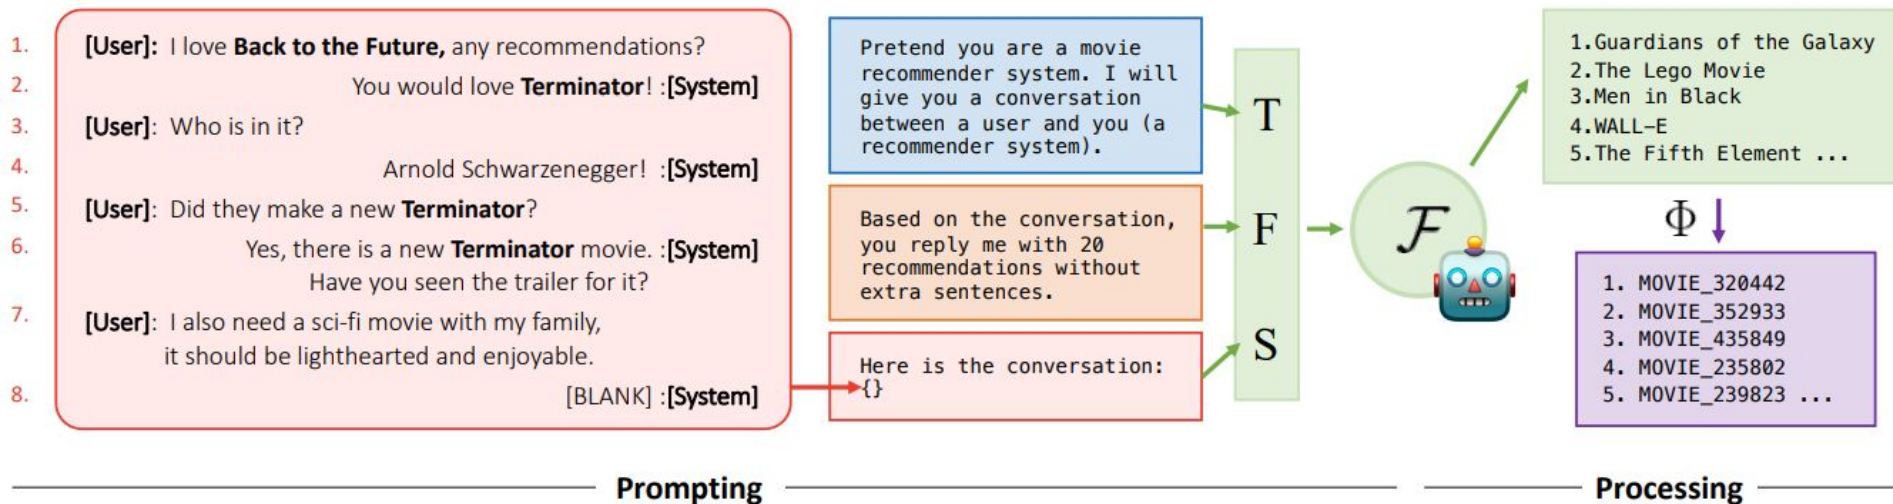 1. [User]: I love Back to the Future, any recommendations?
2. You would love Terminator! :[System]
3. [User]: Who is in it?
4. Arnold Schwarzenegger! :[System]
5. [User]: Did they make a new Terminator?
6. Yes, there is a new Terminator movie. :[System]
Have you seen the trailer for it?
7. [User]: I also need a sci-fi movie with my family,
it should be lighthearted and enjoyable.
8. [BLANK] :[System]
Pretend you are a movie
recommender system. I will
give you a conversation
between a user and you (a
recommender system).
Based on the conversation,
you reply me with 20
recommendations without
extra sentences.
Here is the conversation:
{}
T
F
S
ℱ
1.Guardians of the Galaxy
2.The Lego Movie
3.Men in Black
4.WALL-E
5.The Fifth Element ...
Φ
1. MOVIE_320442
2. MOVIE_352933
3. MOVIE_435849
4. MOVIE_235802
5. MOVIE_239823 ...
Prompting
Processing